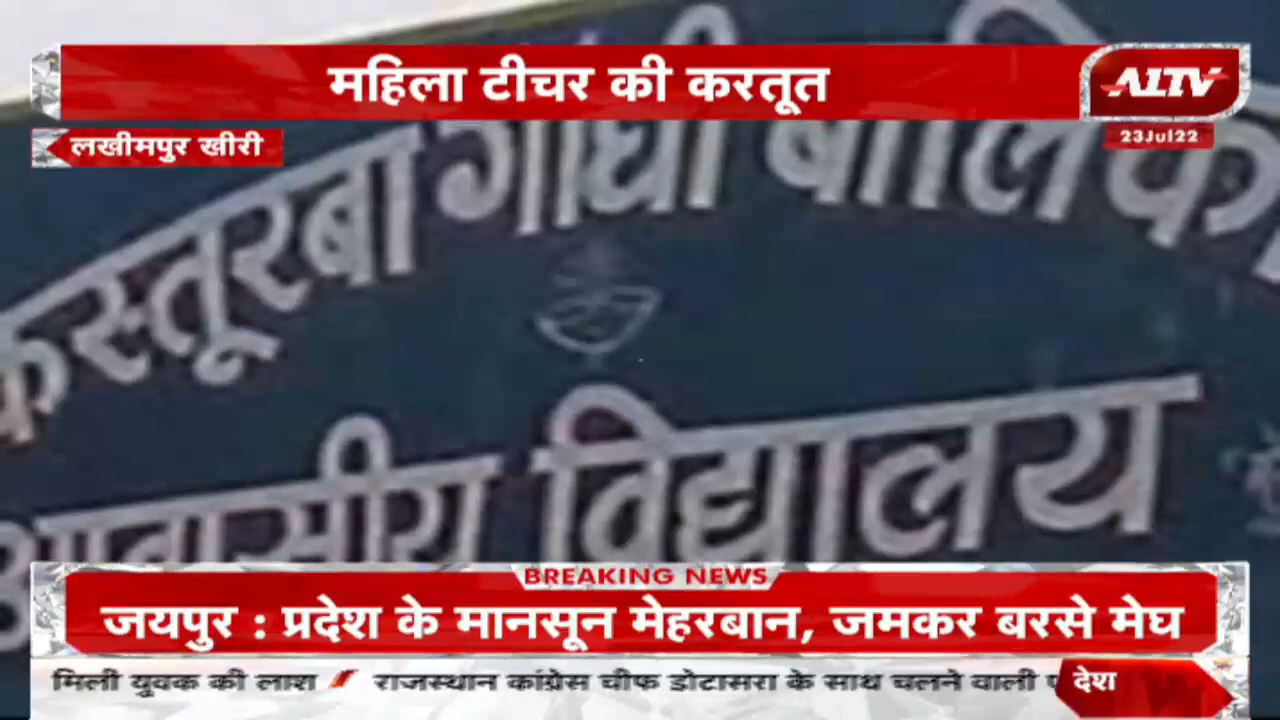 महिला टीचर की करतूत
A1TV
लखीमपुर खीरी
23Jul22
कस्तूरबा गाँधी बालिका
आवासीय विद्यालय
BREAKING NEWS
जयपुर : प्रदेश के मानसून मेहरबान, जमकर बरसे मेघ
मिली युवक की लाश राजस्थान कांग्रेस चीफ डोटासरा के साथ चलने वाली
देश